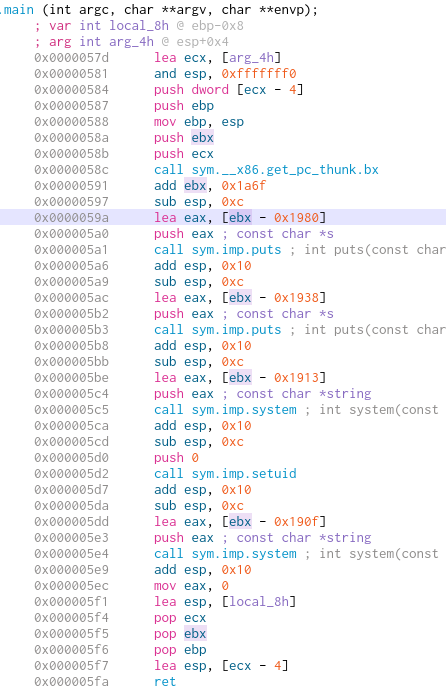 .main (int argc, char **argv, char **envp);
; var int local_8h @ ebp-0x8
; arg int arg_4h @ esp+0x4
0x0000057d lea ecx, [arg_4h]
0x00000581 and esp, 0xfffffff0
0x00000584 push dword [ecx - 4]
0x00000587 push ebp
0x00000588 mov ebp, esp
0x0000058a push ebx
0x0000058b push ecx
0x0000058c call sym.__x86.get_pc_thunk.bx
0x00000591 add ebx, 0x1a6f
0x00000597 sub esp, 0xc
0x0000059a lea eax, [ebx - 0x1980]
0x000005a0 push eax ; const char *s
0x000005a1 call sym.imp.puts ; int puts(const char
0x000005a6 add esp, 0x10
0x000005a9 sub esp, 0xc
0x000005ac lea eax, [ebx - 0x1938]
0x000005b2 push eax ; const char *s
0x000005b3 call sym.imp.puts ; int puts(const char
0x000005b8 add esp, 0x10
0x000005bb sub esp, 0xc
0x000005be lea eax, [ebx - 0x1913]
0x000005c4 push eax ; const char *string
0x000005c5 call sym.imp.system ; int system(const
0x000005ca add esp, 0x10
0x000005cd sub esp, 0xc
0x000005d0 push 0
0x000005d2 call sym.imp.setuid
0x000005d7 add esp, 0x10
0x000005da sub esp, 0xc
0x000005dd lea eax, [ebx - 0x190f]
0x000005e3 push eax ; const char *string
0x000005e4 call sym.imp.system ; int system(const
0x000005e9 add esp, 0x10
0x000005ec mov eax, 0
0x000005f1 lea esp, [local_8h]
0x000005f4 pop ecx
0x000005f5 pop ebx
0x000005f6 pop ebp
0x000005f7 lea esp, [ecx - 4]
0x000005fa ret